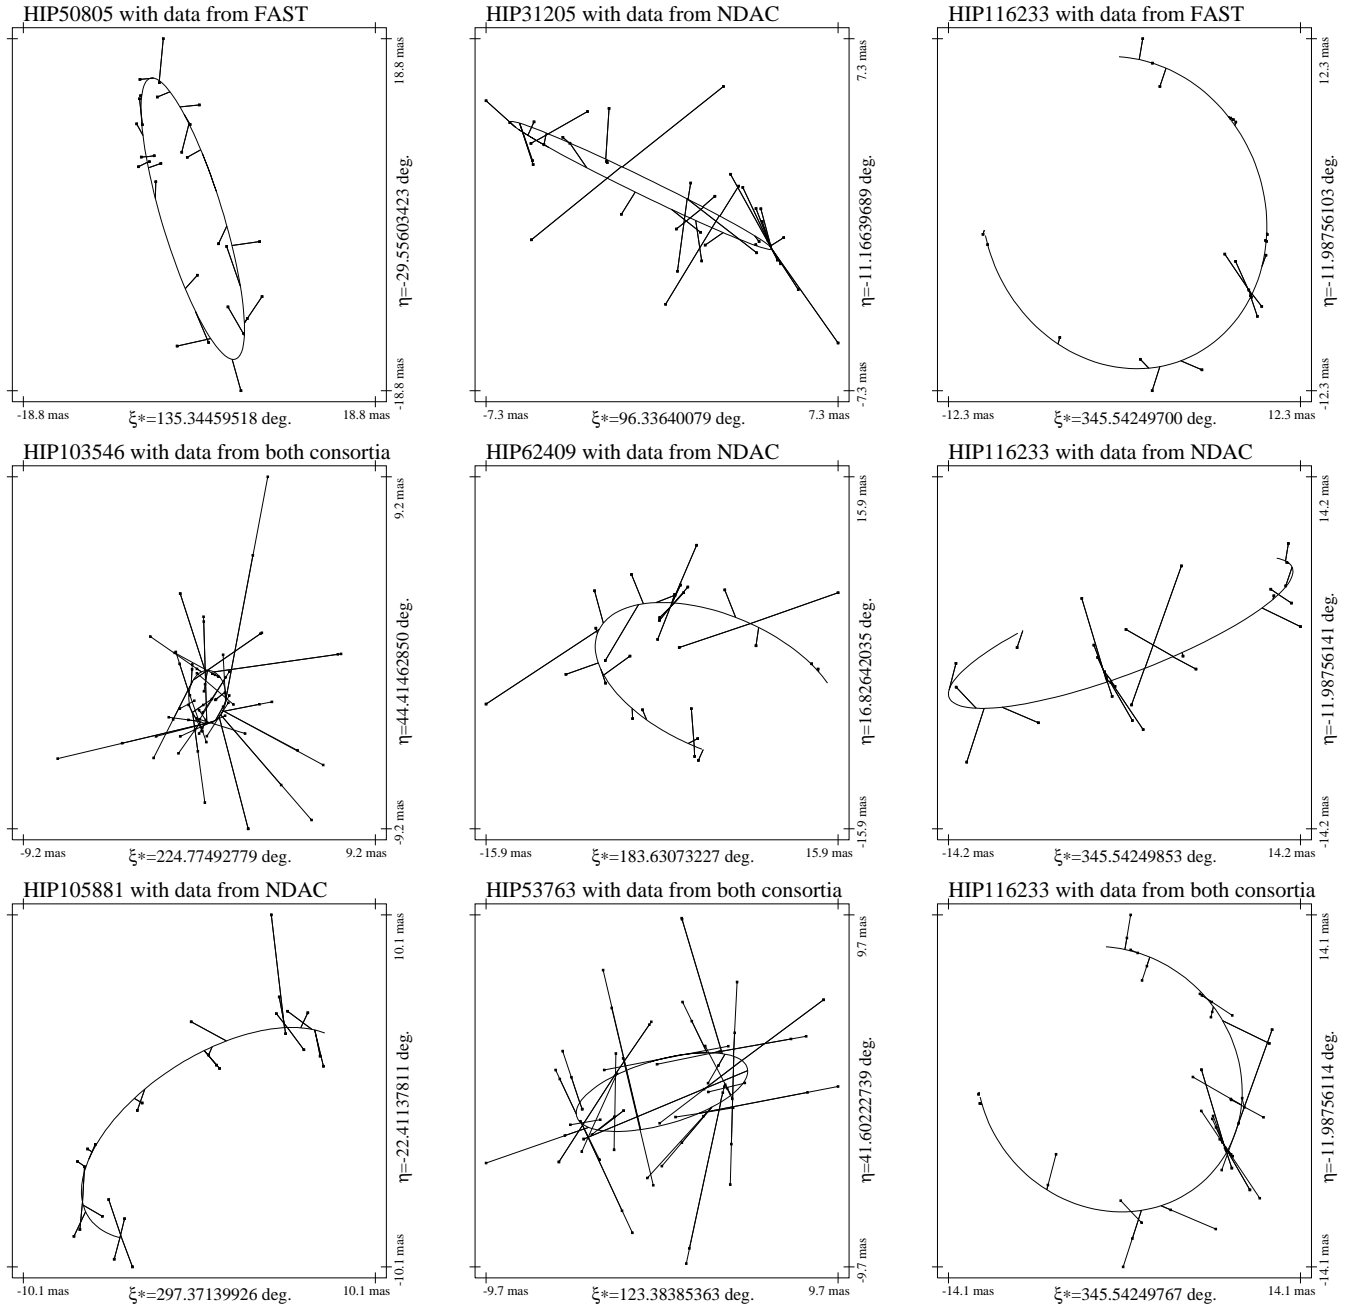 HIP50805 with data from FAST
18.8 mas
η=-29.55603423 deg.
-18.8 mas
-18.8 mas
ξ*=135.34459518 deg.
18.8 mas
HIP31205 with data from NDAC
7.3 mas
η=-11.16639689 deg.
-7.3 mas
-7.3 mas
ξ*=96.33640079 deg.
7.3 mas
HIP116233 with data from FAST
12.3 mas
η=-11.98756103 deg.
-12.3 mas
-12.3 mas
ξ*=345.54249700 deg.
12.3 mas
HIP103546 with data from both consortia
9.2 mas
η=44.41462850 deg.
-9.2 mas
-9.2 mas
ξ*=224.77492779 deg.
9.2 mas
HIP62409 with data from NDAC
15.9 mas
η=16.82642035 deg.
-15.9 mas
-15.9 mas
ξ*=183.63073227 deg.
15.9 mas
HIP116233 with data from NDAC
14.2 mas
η=-11.98756141 deg.
-14.2 mas
-14.2 mas
ξ*=345.54249853 deg.
14.2 mas
HIP105881 with data from NDAC
10.1 mas
η=-22.41137811 deg.
-10.1 mas
-10.1 mas
ξ*=297.37139926 deg.
10.1 mas
HIP53763 with data from both consortia
9.7 mas
η=41.60222739 deg.
-9.7 mas
-9.7 mas
ξ*=123.38385363 deg.
9.7 mas
HIP116233 with data from both consortia
14.1 mas
η=-11.98756114 deg.
-14.1 mas
-14.1 mas
ξ*=345.54249767 deg.
14.1 mas